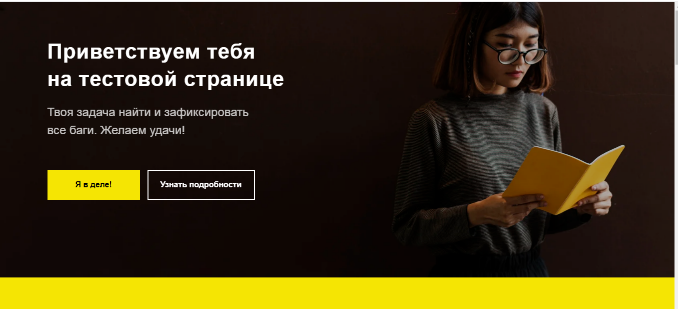 Приветствуем тебя
на тестовой странице
Твоя задача найти и зафиксировать
все баги. Желаем удачи!
Я в деле!
Узнать подробности